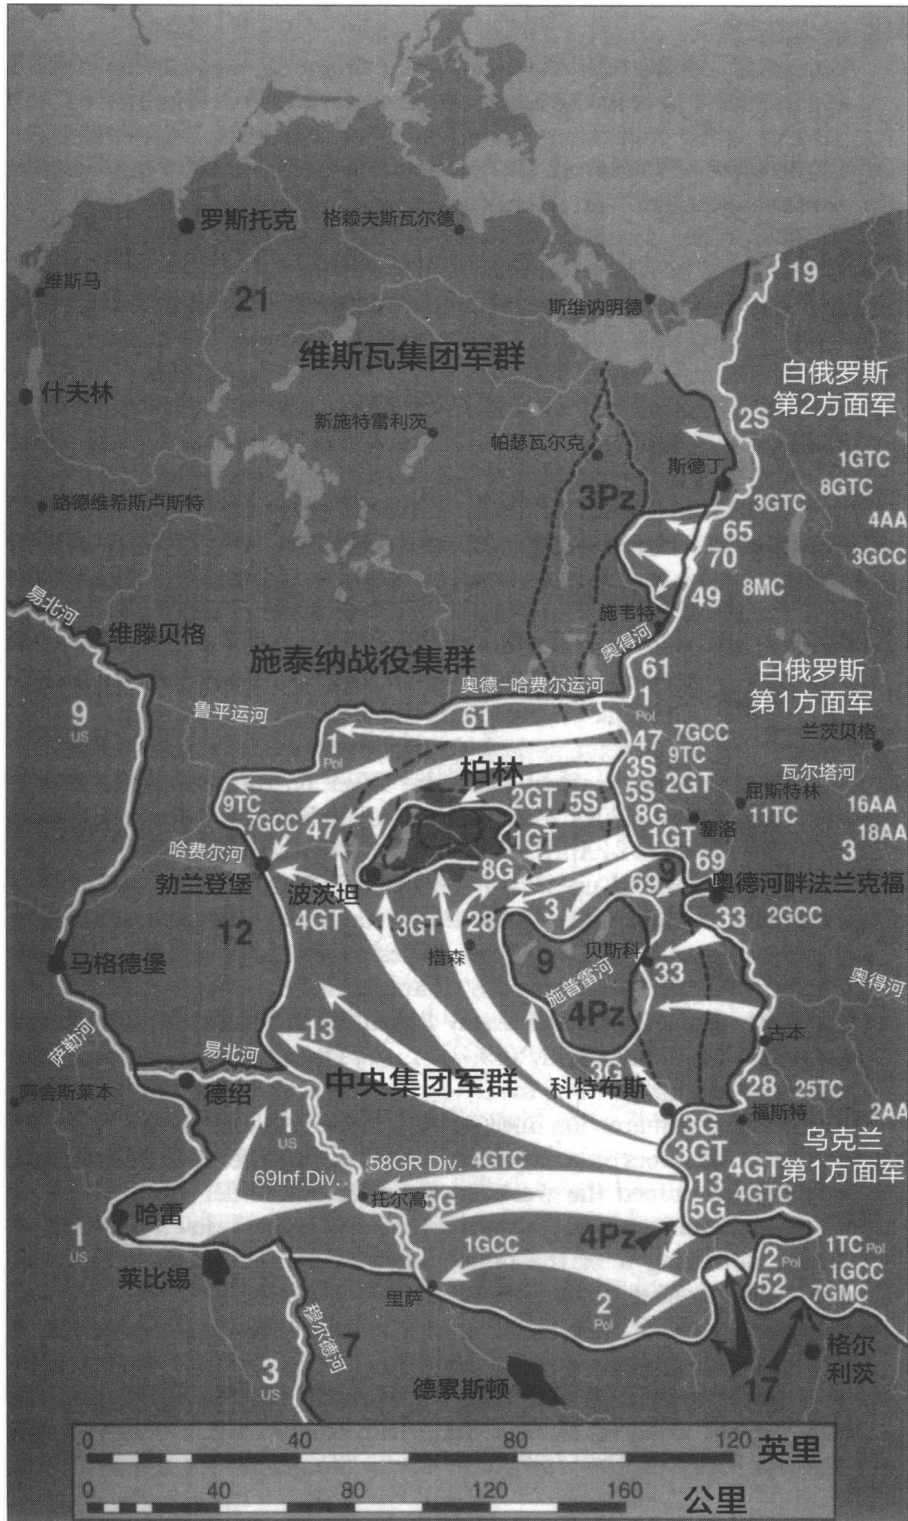 罗斯托克
格赖夫斯瓦尔德
19
维斯马
21
斯维讷明德
维斯瓦集团军群
白俄罗斯
第2方面军
什夫林
2S
新施特雷利茨
帕瑟瓦尔克
斯德丁
1GTC
8GTC
3Pz
3GTC
路德维希斯卢斯特
65
4AA
70
3GCC
49
8MC
易北河
施韦特
维滕贝格
奥得河
施泰纳战役集群
61
白俄罗斯
第1方面军
奥德-哈费尔运河
1
Pol
9
US
鲁平运河
61
1
Pol
47
7GCC
9TC
兰茨贝格
柏林
3S
2GT
瓦尔塔河
9TC
2GT
5S
5S
屈斯特林
7GCC
47
8G
塞洛
11TC
16AA
1GT
1GT
18AA
3
哈费尔河
8G
69
勃兰登堡
波茨坦
69
9
奥德河畔法兰克福
12
4GT
3GT
28
3
33
2GCC
措森
贝斯科
马格德堡
9
33
施普雷河
奥得河
4Pz
萨勒河
13
古本
易北河
3G
中央集团军群
科特布斯
28
25TC
德绍
阿舍斯莱本
福斯特
2AA
1
US
3G
3GT
乌克兰
第1方面军
69Inf.Div.
58GR Div.
4GTC
4GT
13
4GTC
托尔高
5G
5G
哈雷
4Pz
1
US
1GCC
2 Pol
1TC Pol
莱比锡
52
1GCC
7GMC
里萨
2
Pol
穆尔德河
7
格尔
利茨
3
US
德累斯顿
17
0 40 80 120 英里
0 40 80 120 160 公里